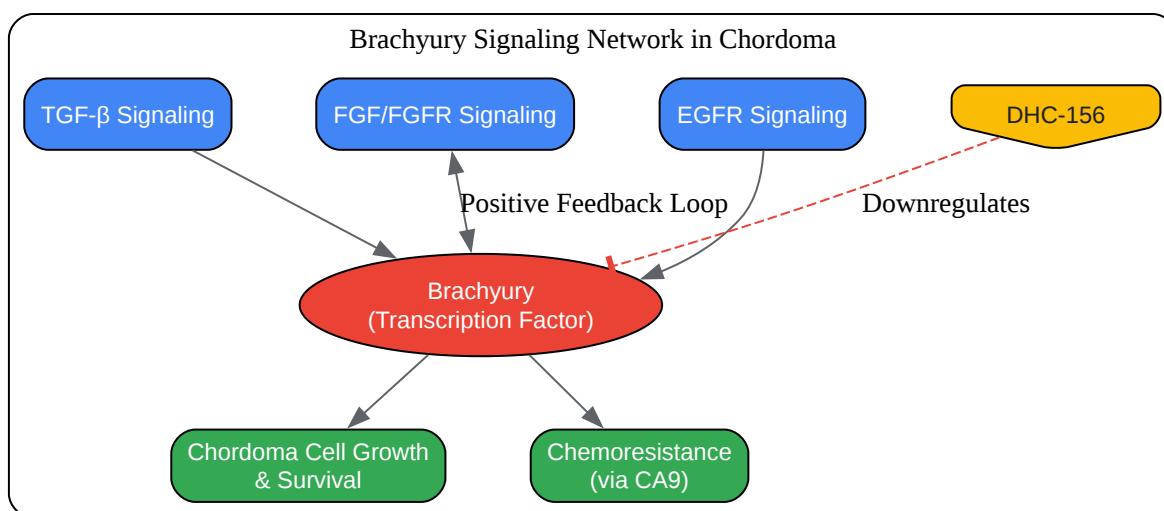 Brachyury Signaling Network in Chordoma
TGF-β Signaling
FGF/FGFR Signaling
EGFR Signaling
DHC-156
Positive Feedback Loop
Downregulates
Brachyury
(Transcription Factor)
Chordoma Cell Growth
& Survival
Chemoresistance
(via CA9)